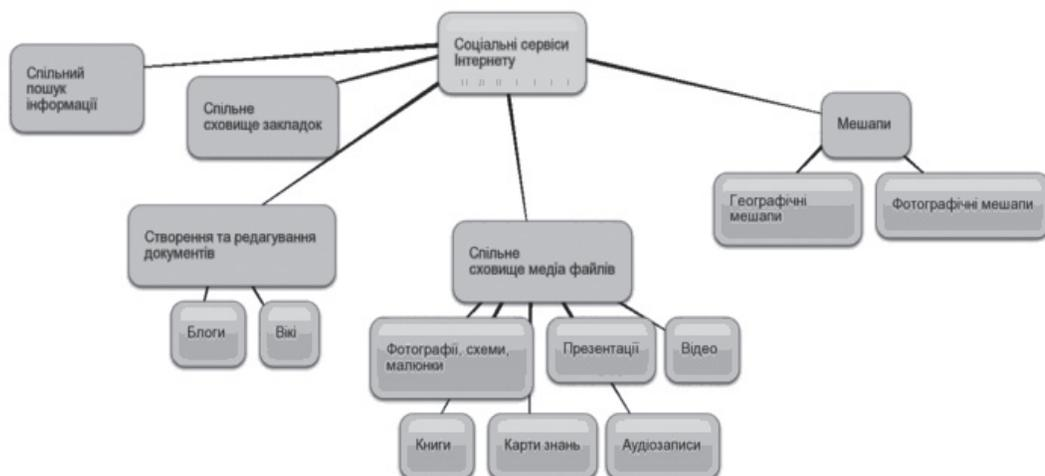 Соціальні сервіси
Інтернету
Спільний
пошук
інформації
Спільне
сховище закладок
Мешапи
Географічні
мешапи
Фотографічні мешапи
Створення та редагування
документів
Спільне
сховище медіа файлів
Блоги
Вікі
Фотографії, схеми,
малюнки
Презентації
Відео
Книги
Карти знань
Аудіозаписи